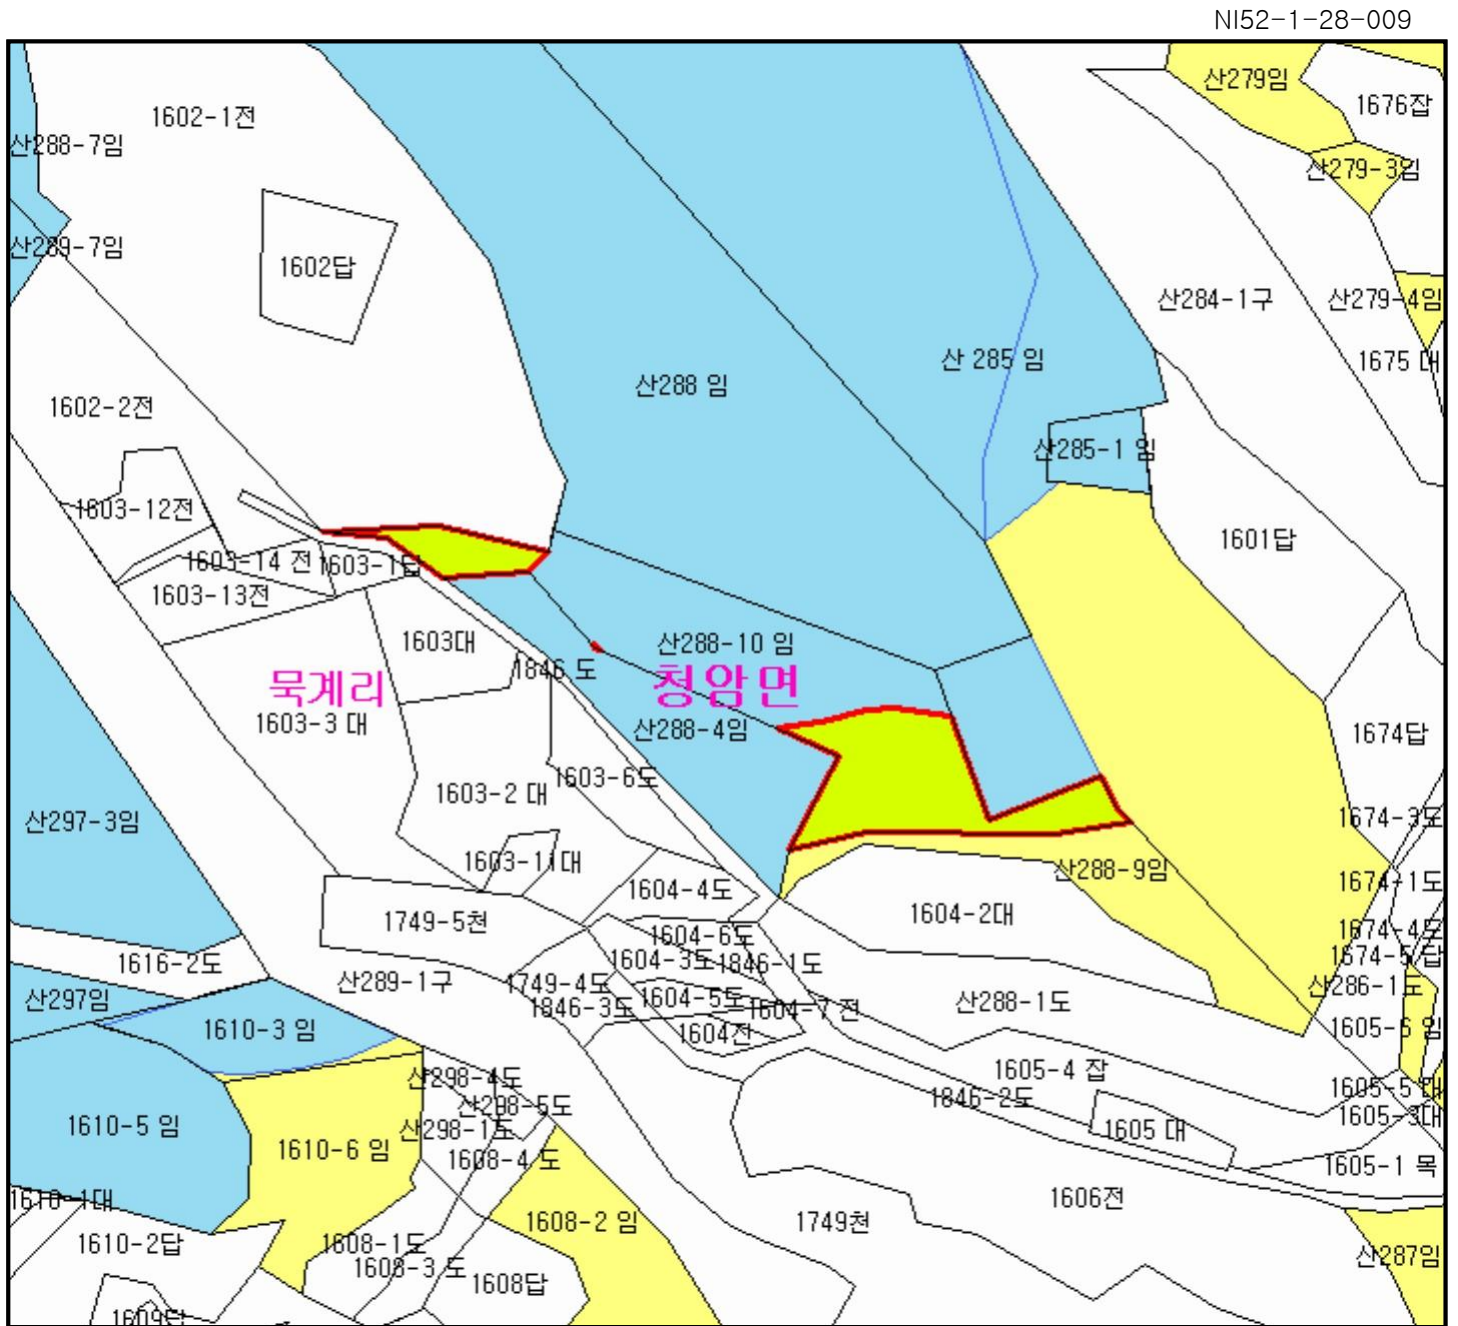 NI52-1-28-009
산279임
1676잡
1602-1전
산288-7임
산279-3임
산289-7임
1602답
산284-1구
산279-4임
산 285 임
1675 대
산288 임
1602-2전
산285-1 임
1603-12전
1601답
1603-14 전
1603-1답
1603-13전
1603대
산288-10 임
1846 도
묵계리
청암면
1603-3 대
산288-4임
1674답
1603-6도
1603-2 대
산297-3임
1674-3도
1603-11대
산288-9임
1604-4도
1674-1도
1749-5천
1604-2대
1674-4도
1604-6도
1616-2도
1604-3도
1846-1도
1674-5답
산289-1구
1749-4도
산286-1도
산297임
1604-5도
산288-1도
1846-3도
1604-7 전
1610-3 임
1604전
1605-6 임
1605-4 잡
산298-4도
1605-5 대
1846-2도
산298-5도
1605-3대
1610-5 임
산298-1도
1605 대
1610-6 임
1608-4 도
1605-1 목
1610-1대
1606전
1608-2 임
1749천
1610-2답
1608-1도
산287임
1608-3 도
1608답
1609답